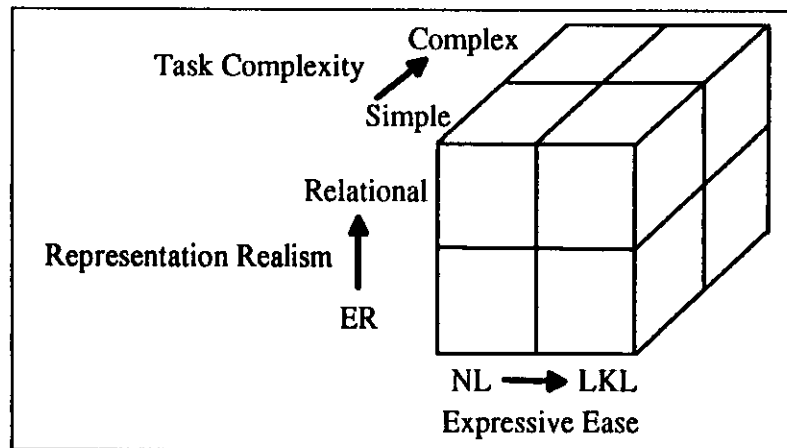 Complex
Task Complexity
Simple
Relational
Representation Realism
ER
NL LKL
Expressive Ease